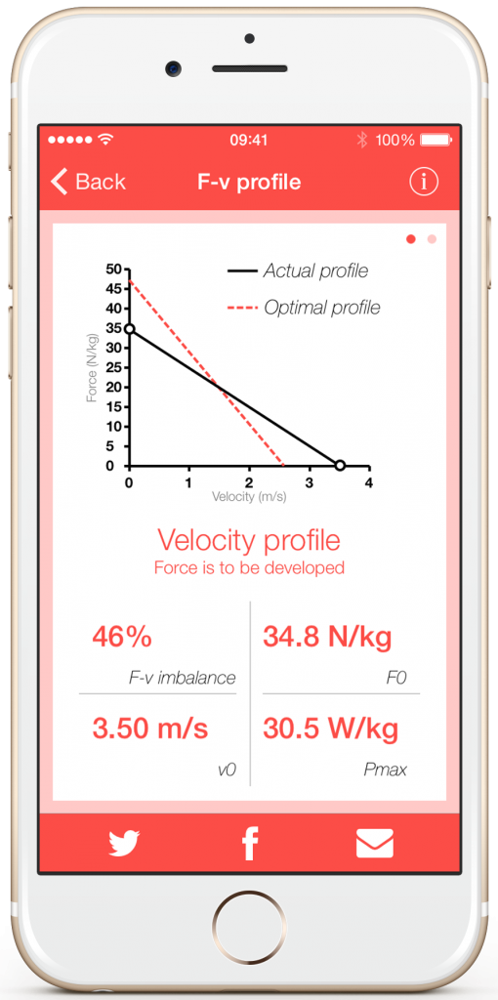 09:41
100%
Back
F-v profile
i
Actual profile
Optimal profile
Force (N/kg)
50
45
40
35
30
25
20
15
10
5
0
0 1 2 3 4
Velocity (m/s)
Velocity profile
Force is to be developed
46%
F-v imbalance
34.8 N/kg
F0
3.50 m/s
v0
30.5 W/kg
Pmax